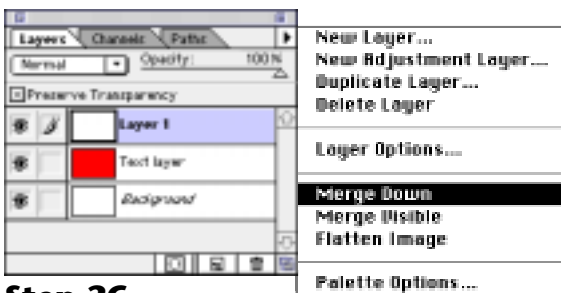 Layers Channels Paths
Normal Opacity: 100%
Preserve Transparency
Layer 1
Text layer
Background
New Layer...
New Adjustment Layer...
Duplicate Layer...
Delete Layer
Layer Options...
Merge Down
Merge Visible
Flatten Image
Palette Options...